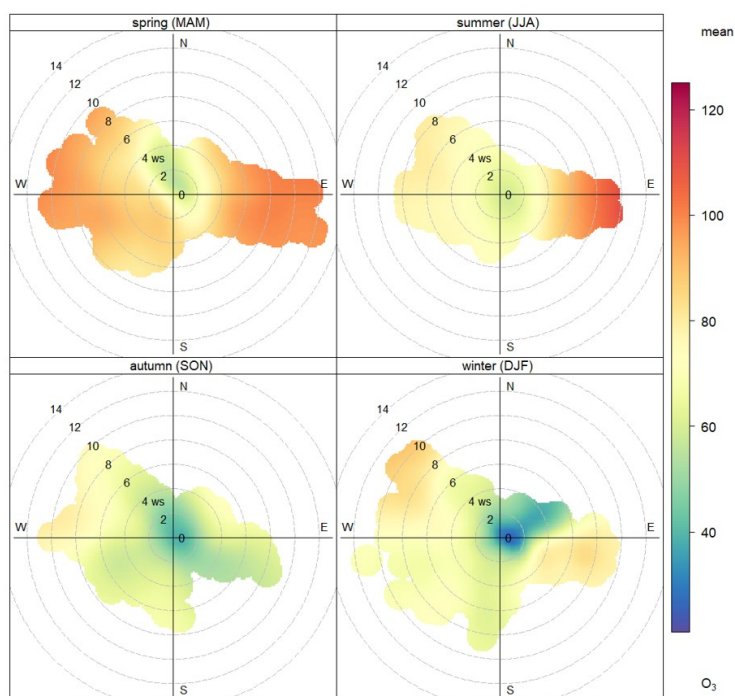 spring (MAM)
N
14
12
10
8
6
4 ws
2
0
W
E
S
summer (JJA)
N
14
12
10
8
6
4 ws
2
0
W
E
S
autumn (SON)
N
14
12
10
8
6
4 ws
2
0
W
E
S
winter (DJF)
N
14
12
10
8
6
4 ws
2
0
W
E
S
mean
120
100
80
60
40
O₃